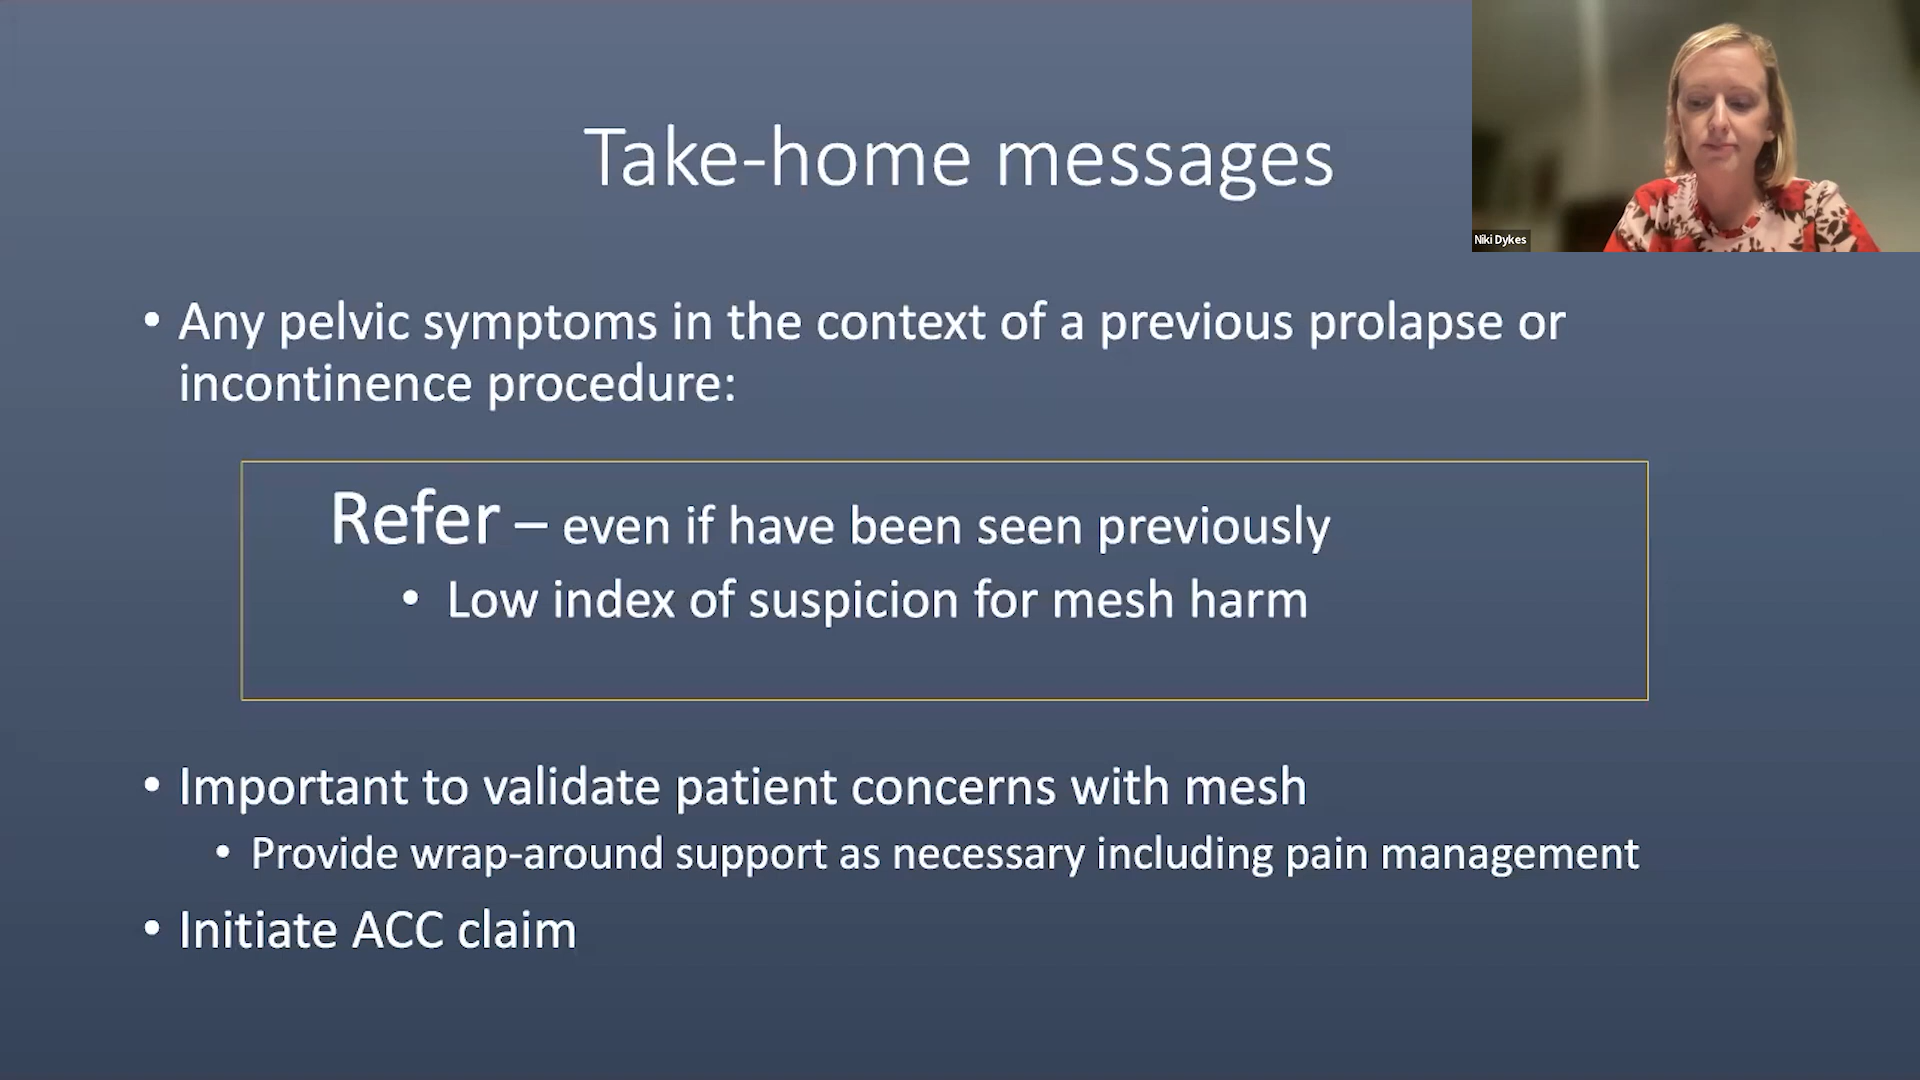 Take-home messages
Niki Dykes
• Any pelvic symptoms in the context of a previous prolapse or
incontinence procedure:
Refer – even if have been seen previously
• Low index of suspicion for mesh harm
• Important to validate patient concerns with mesh
• Provide wrap-around support as necessary including pain management
• Initiate ACC claim